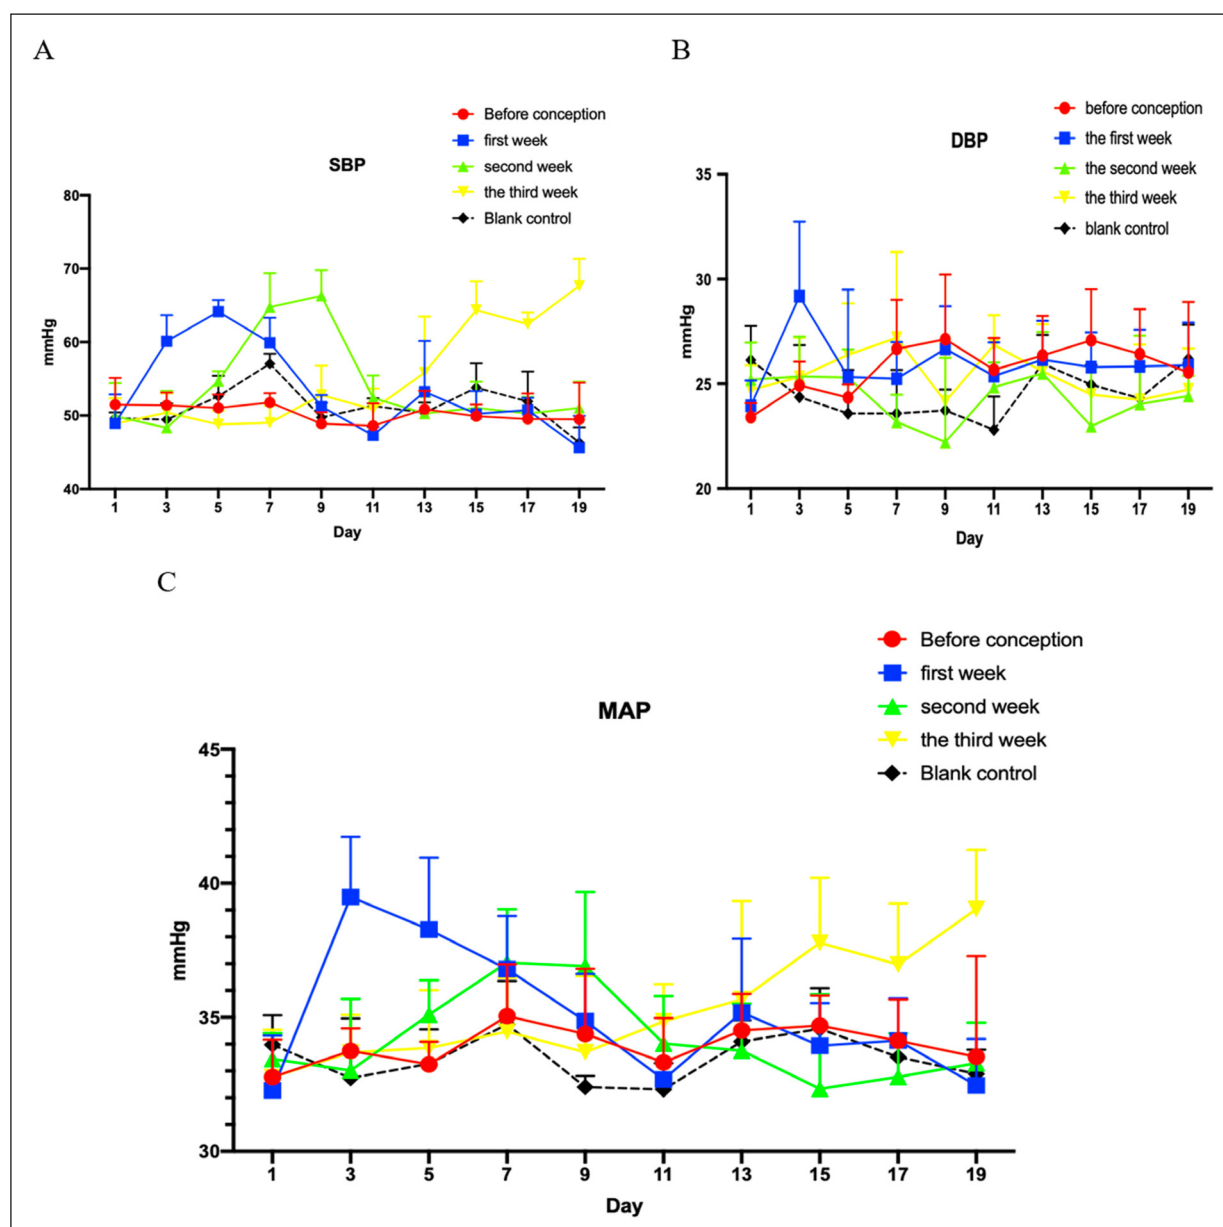 A
Before conception
first week
second week
the third week
Blank control
SBP
80
70
60
50
40
mmHg
1 3 5 7 9 11 13 15 17 19
Day
B
before conception
the first week
the second week
the third week
blank control
DBP
35
30
25
20
mmHg
1 3 5 7 9 11 13 15 17 19
Day
C
Before conception
first week
second week
the third week
Blank control
MAP
45
40
35
30
mmHg
1 3 5 7 9 11 13 15 17 19
Day